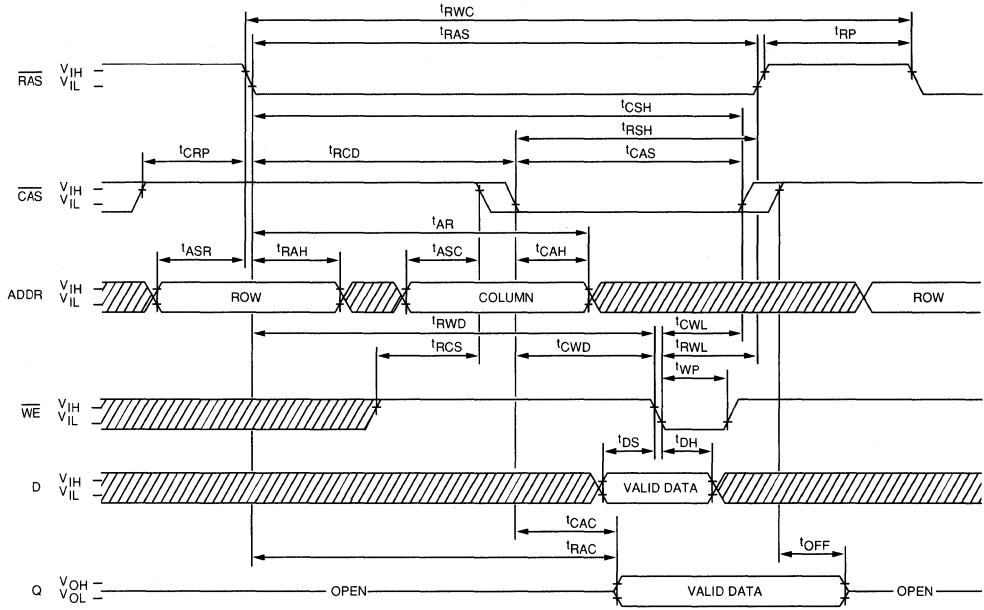 tRWC
tRAS
tRP
RAS VIH
VIL
tCSH
tRSH
tCRP
tRCD
tCAS
CAS VIH
VIL
tAR
tASR
tRAH
tASC
tCAH
ADDR VIH
VIL
ROW
COLUMN
ROW
tRWD
tCWL
tRCS
tCWD
tRWL
tWP
WE VIH
VIL
tDS
tDH
D VIH
VIL
VALID DATA
tCAC
tRAC
tOFF
Q VOH
VOL
OPEN
VALID DATA
OPEN